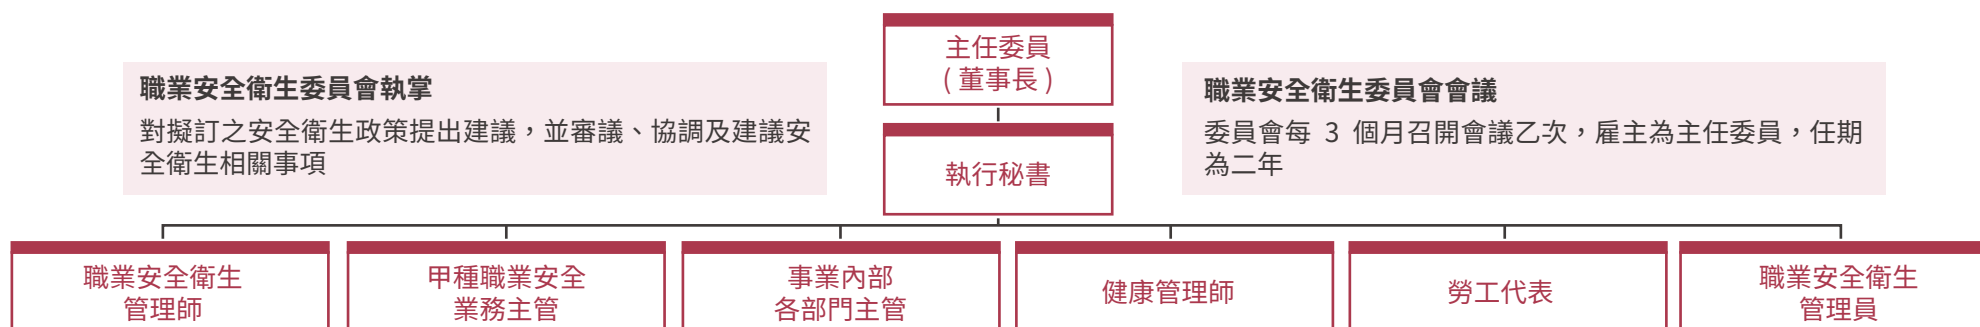 主任委員
( 董事長 )
職業安全衛生委員會執掌
對擬訂之安全衛生政策提出建議，並審議、協調及建議安
全衛生相關事項
職業安全衛生委員會會議
委員會每 3 個月召開會議乙次，雇主為主任委員，任期
為二年
執行秘書
職業安全衛生
管理師
甲種職業安全
業務主管
事業內部
各部門主管
健康管理師
勞工代表
職業安全衛生
管理員